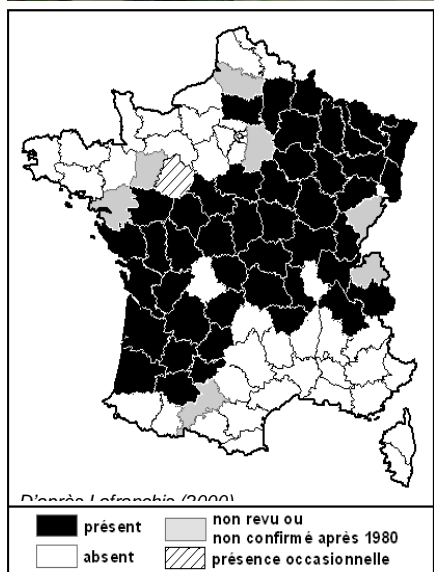 D'après Lafranchis (2000)
présent
absent
non revu ou
non confirmé après 1980
présence occasionnelle